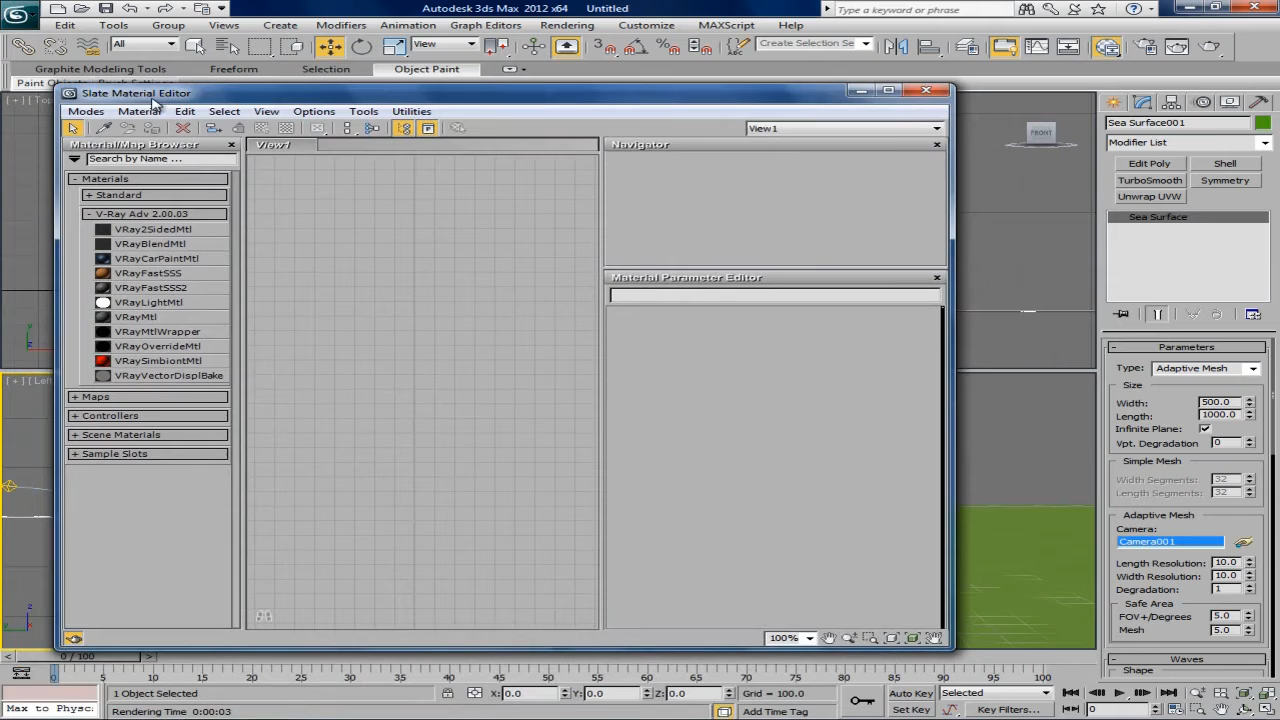 Autodesk 3ds Max 2012 x64 Untitled
Type a keyword or phrase
Edit Tools Group Views Create Modifiers Animation Graph Editors Rendering Customize MAXScript Help
All View Create Selection Se
Graphite Modeling Tools Freeform Selection Object Paint
Slate Material Editor
Modes Material Edit Select View Options Tools Utilities
View1
Material/Map Browser
Search by Name ...
- Materials
+ Standard
- V-Ray Adv 2.00.03
VRay2SidedMtl
VRayBlendMtl
VRayCarPaintMtl
VRayFastSSS
VRayFastSSS2
VRayLightMtl
VRayMtl
VRayMtlWrapper
VRayOverrideMtl
VRaySimbiontMtl
VRayVectorDisplBake
+ Maps
+ Controllers
+ Scene Materials
+ Sample Slots
View1
Navigator
Material Parameter Editor
100%
FRONT
Sea Surface001
Modifier List
Edit Poly Shell
TurboSmooth Symmetry
Unwrap UVW
Sea Surface
- Parameters
Type: Adaptive Mesh
Size
Width: 500.0
Length: 1000.0
Infinite Plane:
Vpt. Degradation 0
Simple Mesh
Width Segments: 32
Length Segments: 32
Adaptive Mesh
Camera:
Camera001
Length Resolution: 10.0
Width Resolution: 10.0
Degradation: 1
Safe Area
FOV+/Degrees 5.0
Mesh 5.0
- Waves
Shape
0 / 100
0 5 10 15 20 25 30 35 40 45 50 55 60 65 70 75 80 85 90 95 100
1 Object Selected X: 0.0 Y: 0.0 Z: 0.0 Grid = 100.0 Auto Key Selected
Max to Physc Rendering Time 0:00:03 Add Time Tag Set Key Key Filters... 0